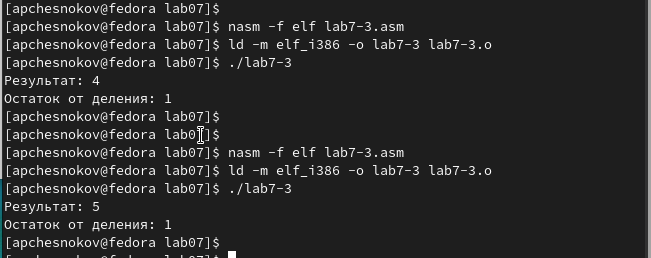 [apchesnokov@fedora lab07]$
[apchesnokov@fedora lab07]$ nasm -f elf lab7-3.asm
[apchesnokov@fedora lab07]$ ld -m elf_i386 -o lab7-3 lab7-3.o
[apchesnokov@fedora lab07]$ ./lab7-3
Результат: 4
Остаток от деления: 1
[apchesnokov@fedora lab07]$
[apchesnokov@fedora lab07]$
[apchesnokov@fedora lab07]$ nasm -f elf lab7-3.asm
[apchesnokov@fedora lab07]$ ld -m elf_i386 -o lab7-3 lab7-3.o
[apchesnokov@fedora lab07]$ ./lab7-3
Результат: 5
Остаток от деления: 1
[apchesnokov@fedora lab07]$